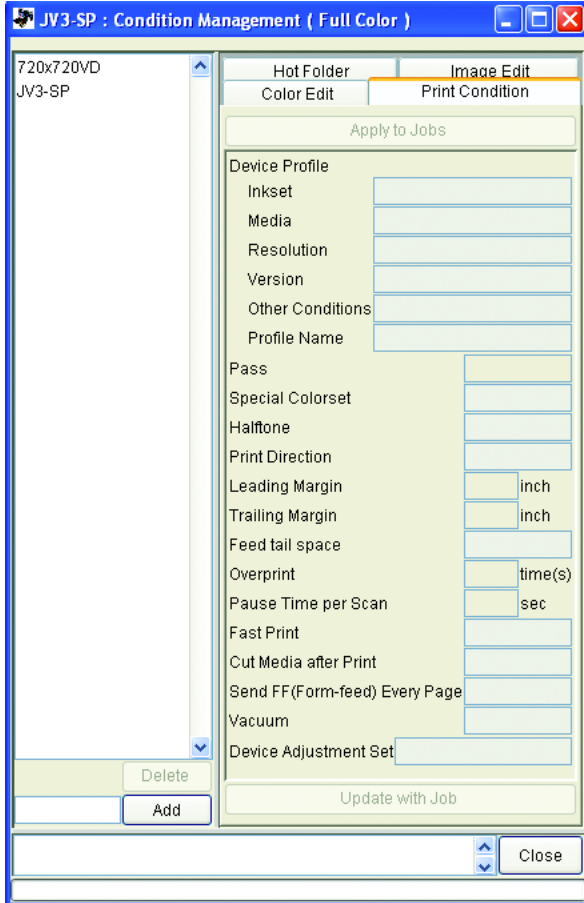 JV3-SP : Condition Management ( Full Color )
720x720VD
JV3-SP
Hot Folder
Image Edit
Color Edit
Print Condition
Apply to Jobs
Device Profile
Inkset
Media
Resolution
Version
Other Conditions
Profile Name
Pass
Special Colorset
Halftone
Print Direction
Leading Margin inch
Trailing Margin inch
Feed tail space
Overprint time(s)
Pause Time per Scan sec
Fast Print
Cut Media after Print
Send FF(Form-feed) Every Page
Vacuum
Device Adjustment Set
Delete
Add
Update with Job
Close